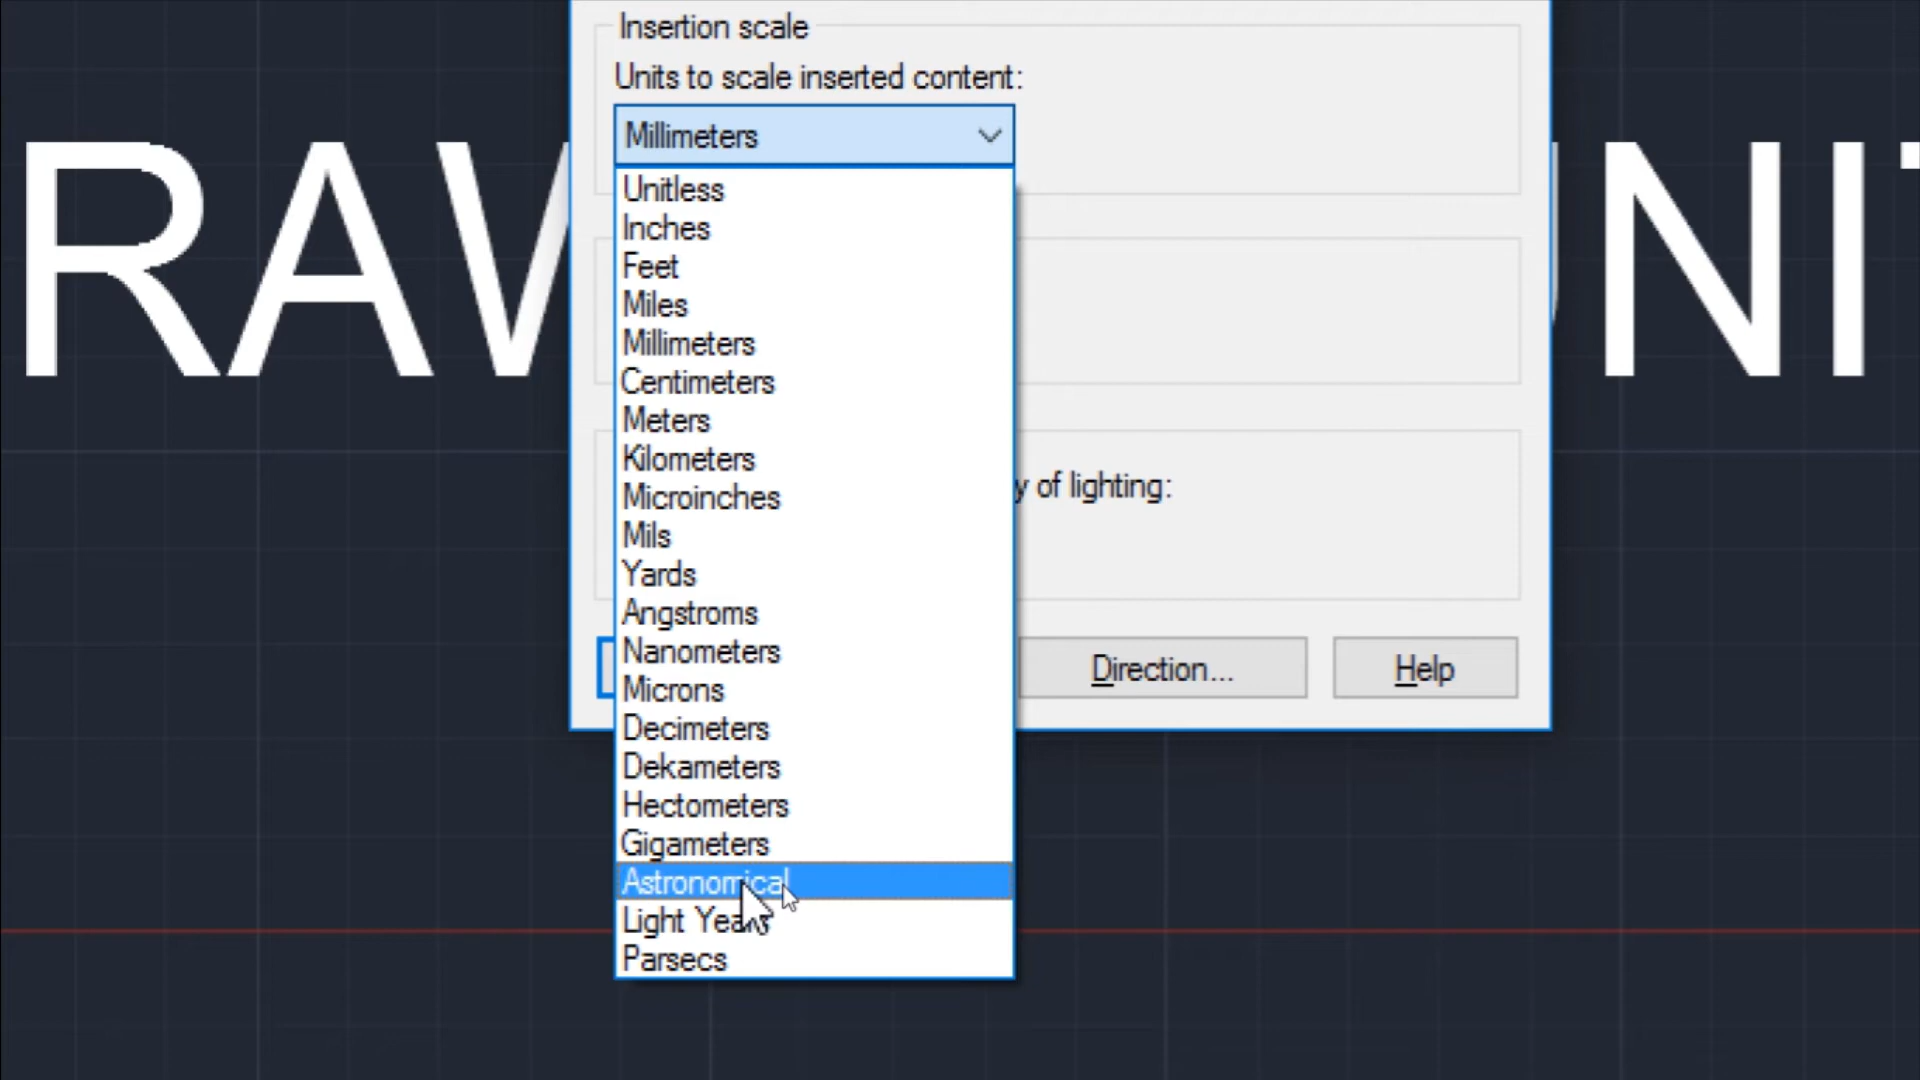 Insertion scale
Units to scale inserted content:
Millimeters
RAW
UNIT
Unitless
Inches
Feet
Miles
Millimeters
Centimeters
Meters
Kilometers
Microinches
y of lighting:
Mils
Yards
Angstroms
Nanometers
Direction...
Help
Microns
Decimeters
Dekameters
Hectometers
Gigameters
Astronomical
Light Years
Parsecs